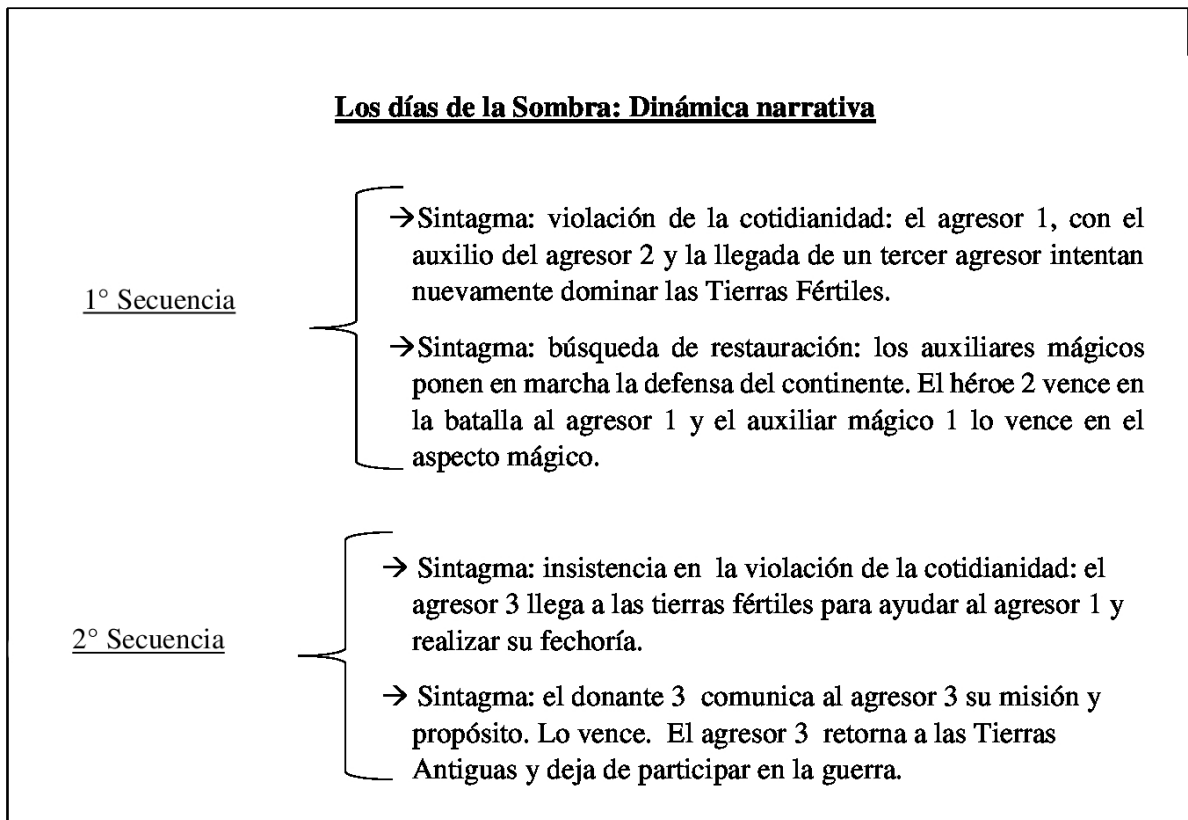 Los días de la Sombra: Dinámica narrativa
1° Secuencia
→Sintagma: violación de la cotidianidad: el agresor 1, con el
auxilio del agresor 2 y la llegada de un tercer agresor intentan
nuevamente dominar las Tierras Fértiles.
→Sintagma: búsqueda de restauración: los auxiliares mágicos
ponen en marcha la defensa del continente. El héroe 2 vence en
la batalla al agresor 1 y el auxiliar mágico 1 lo vence en el
aspecto mágico.
2° Secuencia
→ Sintagma: insistencia en la violación de la cotidianidad: el
agresor 3 llega a las tierras fértiles para ayudar al agresor 1 y
realizar su fechoría.
→ Sintagma: el donante 3 comunica al agresor 3 su misión y
propósito. Lo vence. El agresor 3 retorna a las Tierras
Antiguas y deja de participar en la guerra.